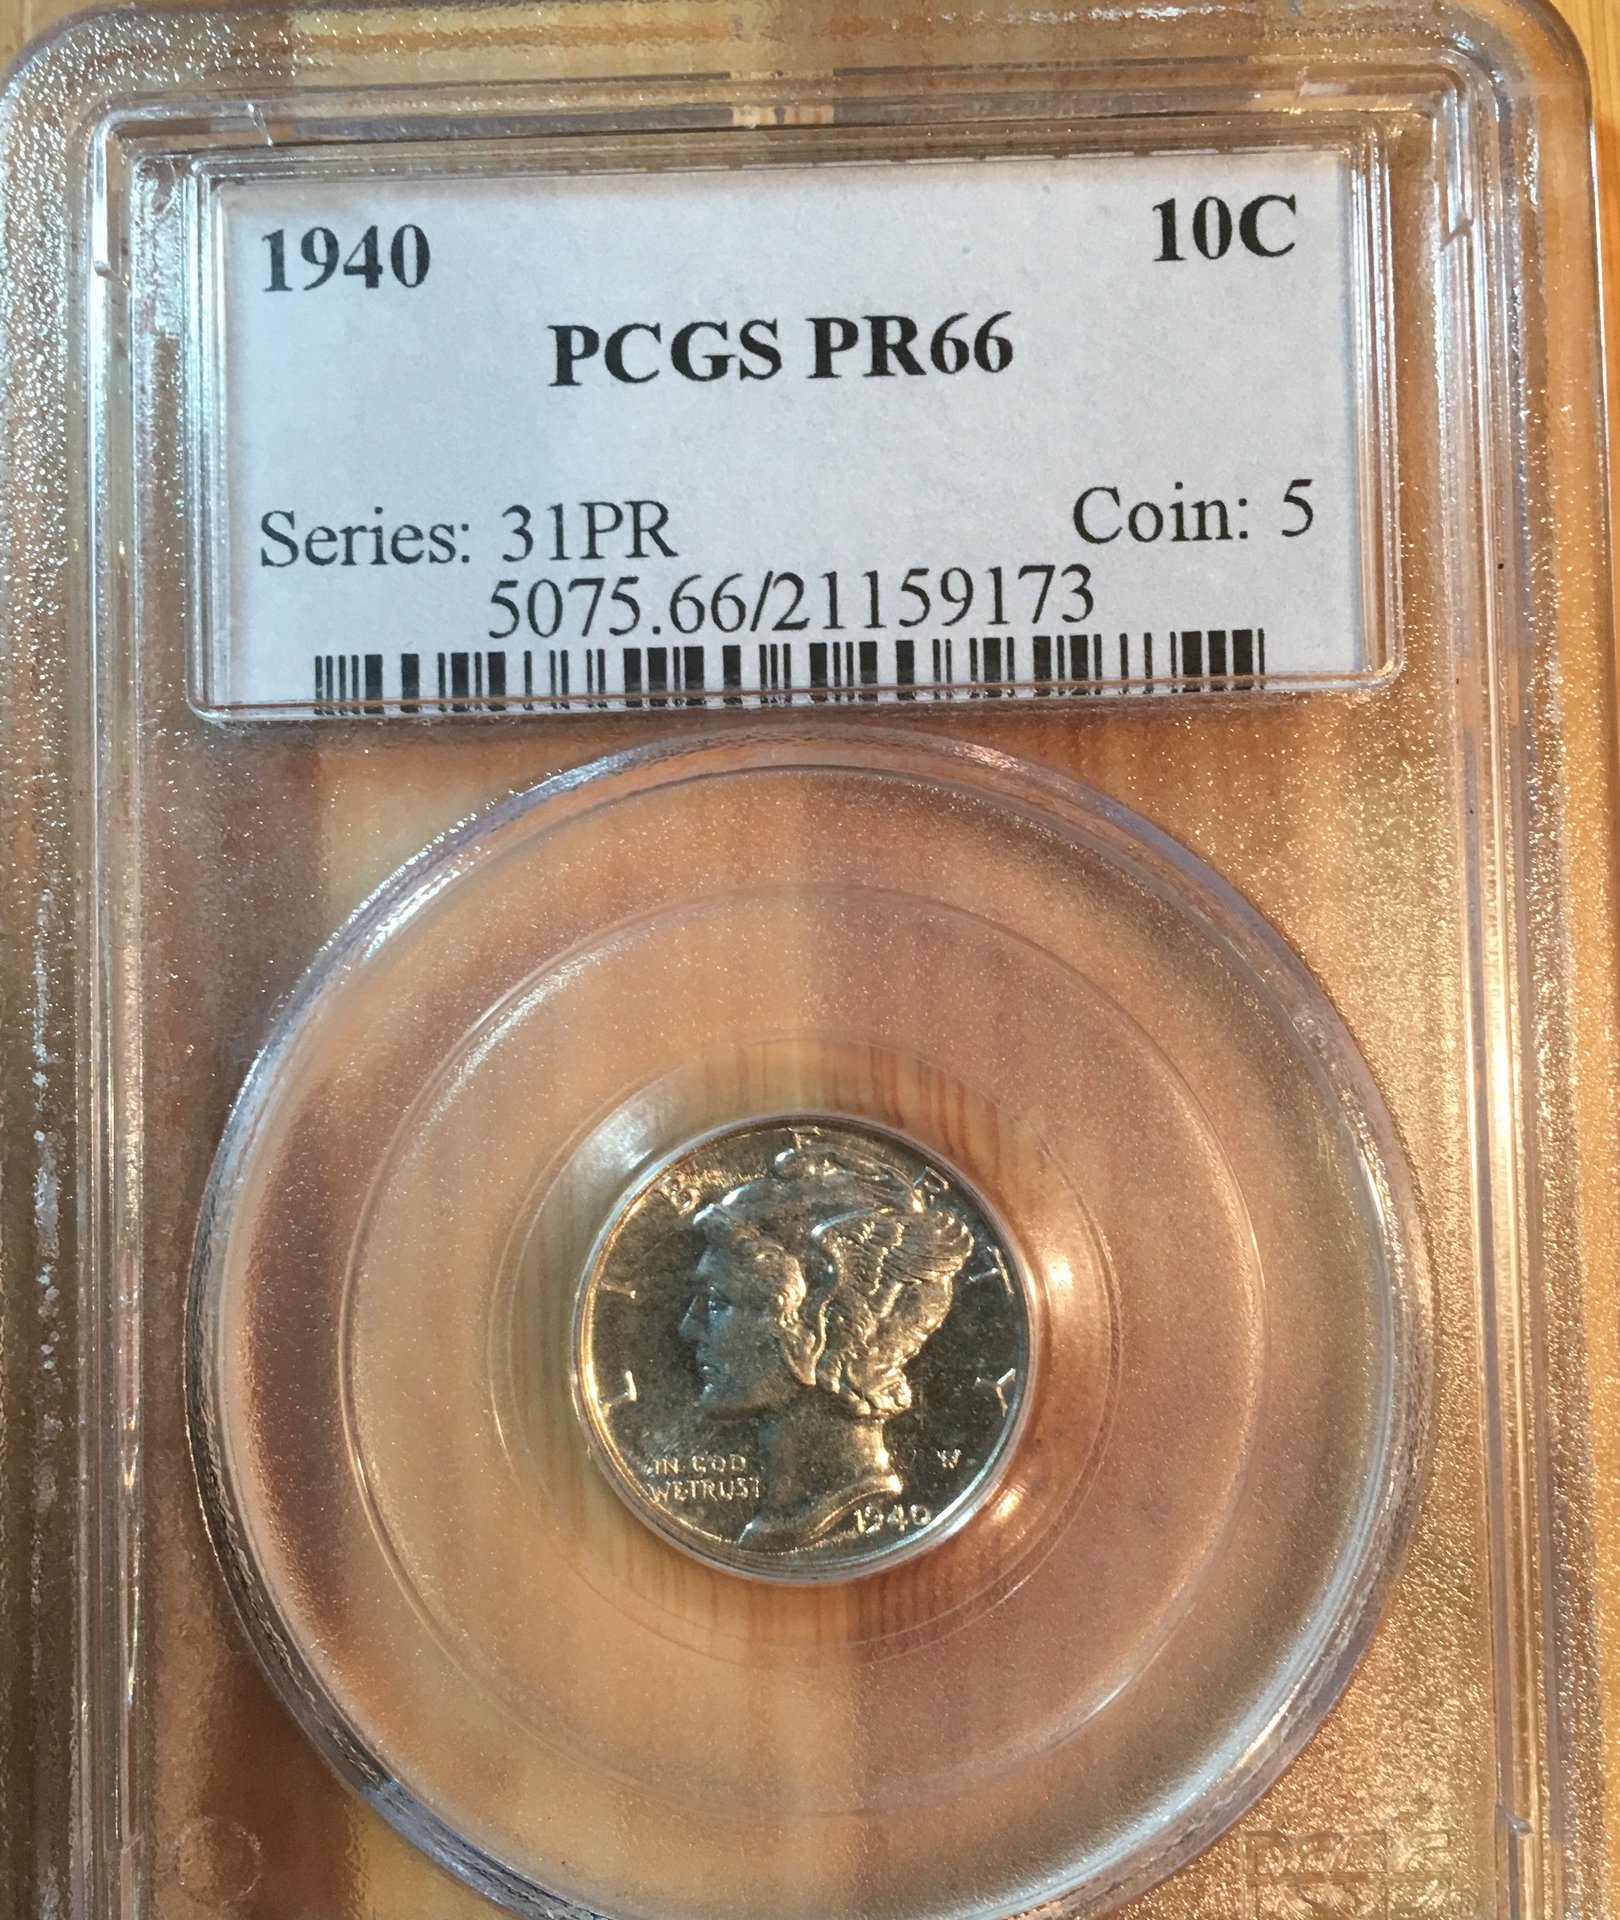 1940 10C
PCGS PR66
Series: 31PR Coin: 5
5075.66/21159173
LIBERTY
IN GOD
WE TRUST
W
1940